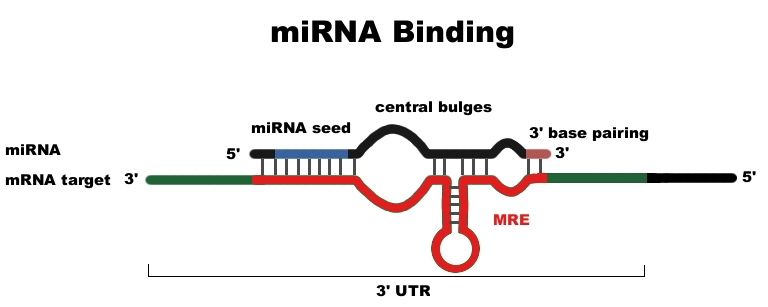 miRNA Binding
central bulges
miRNA seed
3' base pairing
miRNA
5'
3'
mRNA target
3'
5'
MRE
3' UTR